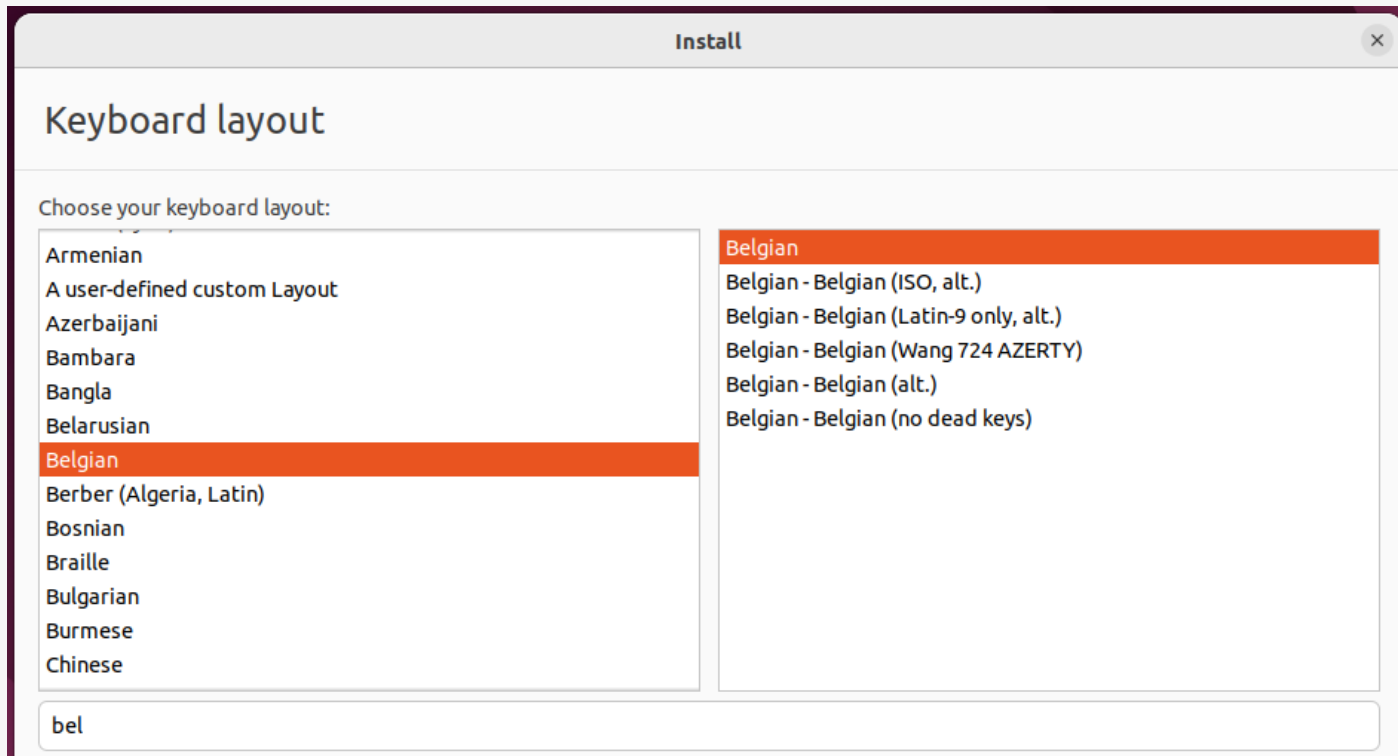 Install
Keyboard layout
Choose your keyboard layout:
Armenian
A user-defined custom Layout
Azerbaijani
Bambara
Bangla
Belarusian
Belgian
Berber (Algeria, Latin)
Bosnian
Braille
Bulgarian
Burmese
Chinese
Belgian
Belgian - Belgian (ISO, alt.)
Belgian - Belgian (Latin-9 only, alt.)
Belgian - Belgian (Wang 724 AZERTY)
Belgian - Belgian (alt.)
Belgian - Belgian (no dead keys)
bel